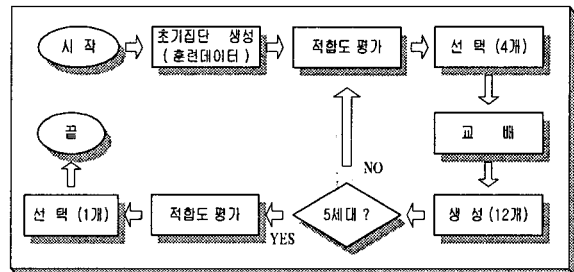 시 작
초기집단 생성
( 훈련데이터 )
적합도 평가
선 택 (4개)
교 배
생 성 (12개)
5세대 ?
NO
YES
적합도 평가
선 택 (1개)
끝